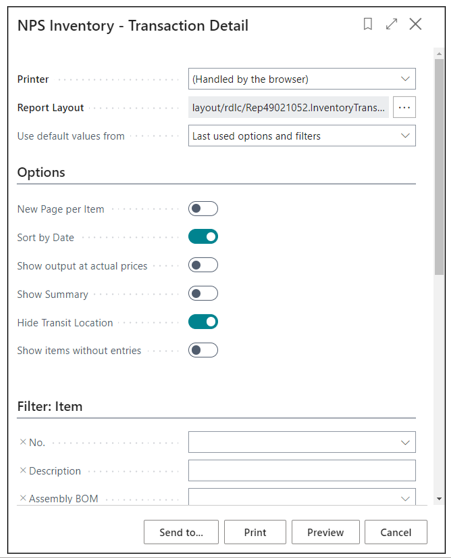 NPS Inventory - Transaction Detail
Printer (Handled by the browser)
Report Layout layout/rdlc/Rep49021052.InventoryTrans... ...
Use default values from Last used options and filters
Options
New Page per Item
Sort by Date
Show output at actual prices
Show Summary
Hide Transit Location
Show items without entries
Filter: Item
× No.
× Description
× Assembly BOM
Send to... Print Preview Cancel